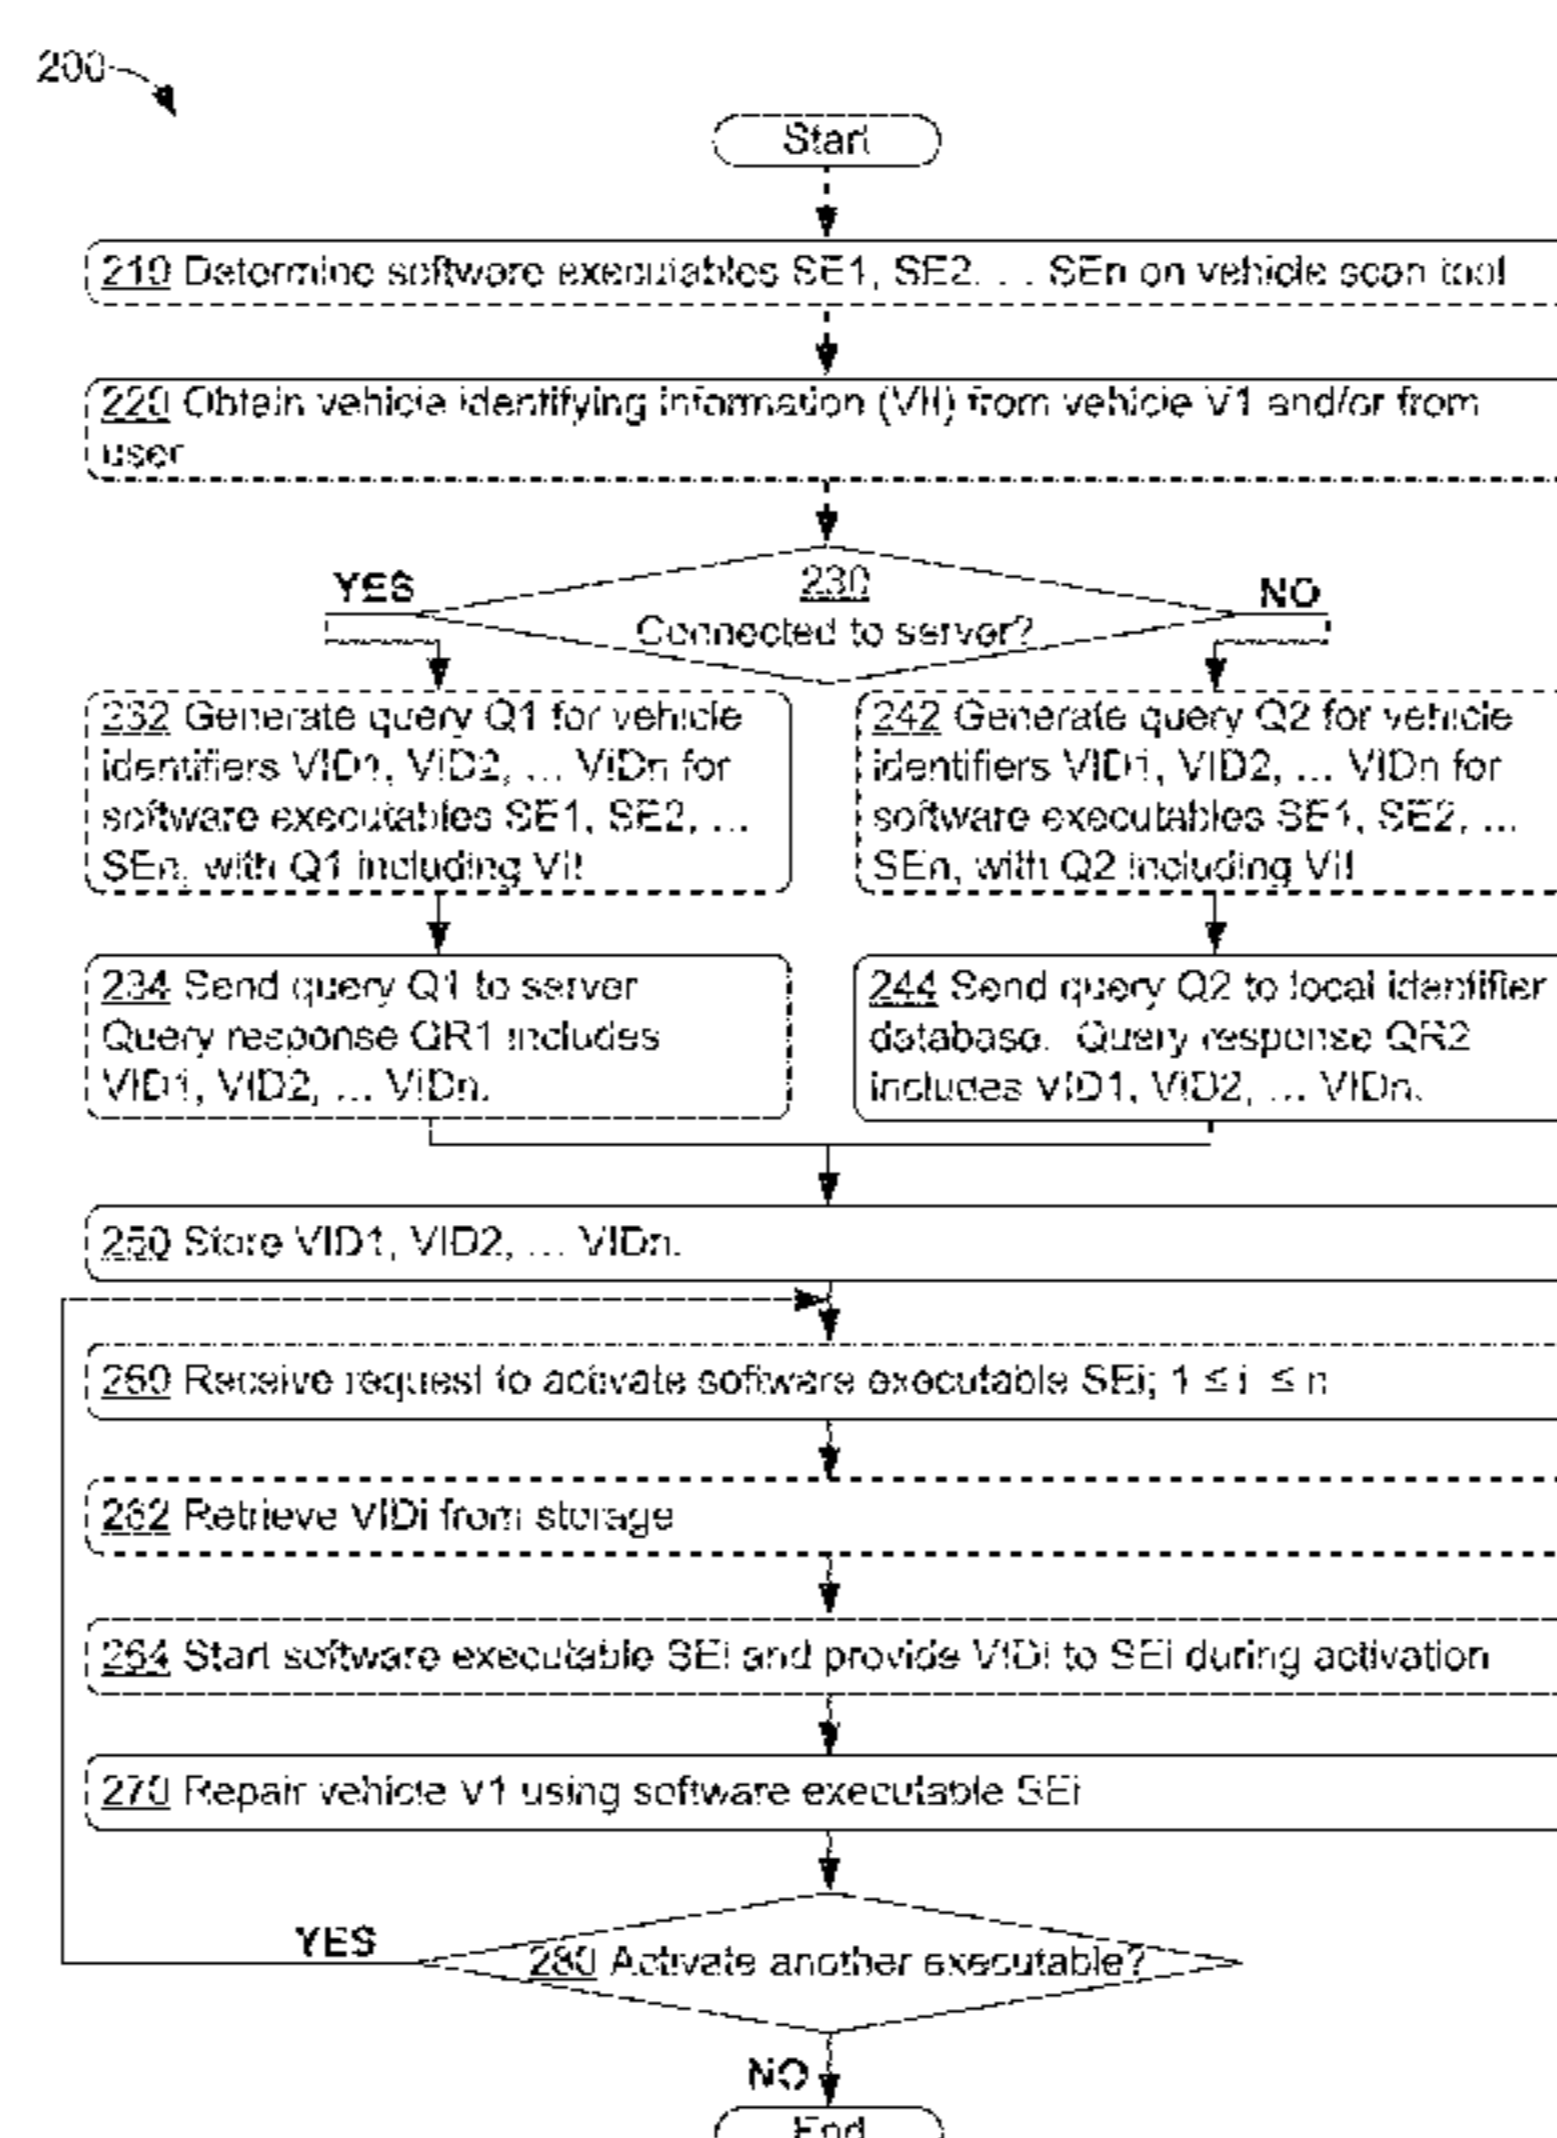 200
Start
210 Determine software executables SE1, SE2. . . SEn on vehicle scan tool
220 Obtain vehicle identifying information (VII) from vehicle V1 and/or from
user
YES
230
NO
Connected to server?
232 Generate query Q1 for vehicle
identifiers VID1, VID2, ... VIDn for
software executables SE1, SE2, ...
SEn, with Q1 including VII
242 Generate query Q2 for vehicle
identifiers VID1, VID2, ... VIDn for
software executables SE1, SE2, ...
SEn, with Q2 including VII
234 Send query Q1 to server
Query response QR1 includes
VID1, VID2, ... VIDn.
244 Send query Q2 to local identifier
database. Query response QR2
includes VID1, VID2, ... VIDn.
250 Store VID1, VID2, ... VIDn.
260 Receive request to activate software executable SEi; 1 ≤ i ≤ n
262 Retrieve VIDi from storage
264 Start software executable SEi and provide VIDi to SEi during activation
270 Repair vehicle V1 using software executable SEi
YES
280 Activate another executable?
NO
End